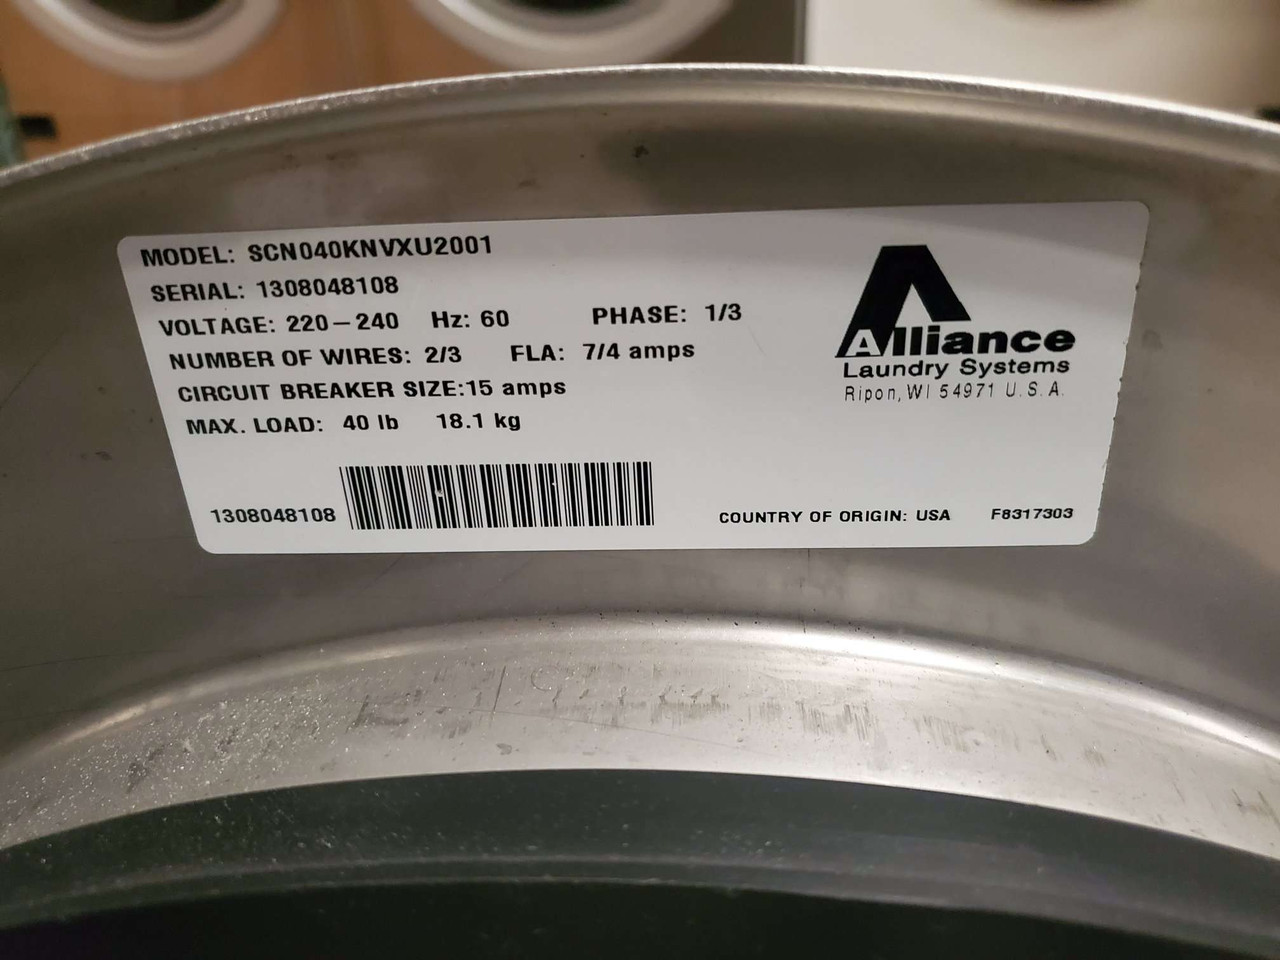 MODEL: SCN040KNVXU2001
SERIAL: 1308048108
VOLTAGE: 220-240 Hz: 60 PHASE: 1/3
NUMBER OF WIRES: 2/3 FLA: 7/4 amps
CIRCUIT BREAKER SIZE:15 amps
MAX. LOAD: 40 lb 18.1 kg
Alliance
Laundry Systems
Ripon, WI 54971 U.S.A.
1308048108
COUNTRY OF ORIGIN: USA F8317303